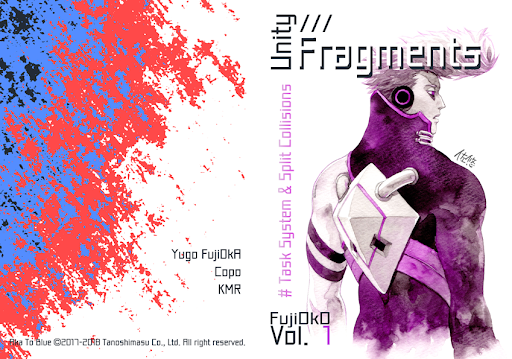 Unity ///
Fragments
# Task System & Split Collisions
FujiOkO
Vol. 1
Yugo FujiOkA
Copo
KMR
Aka To Blue ©2017-2018 Tanoshimasu Co., Ltd. All right reserved.